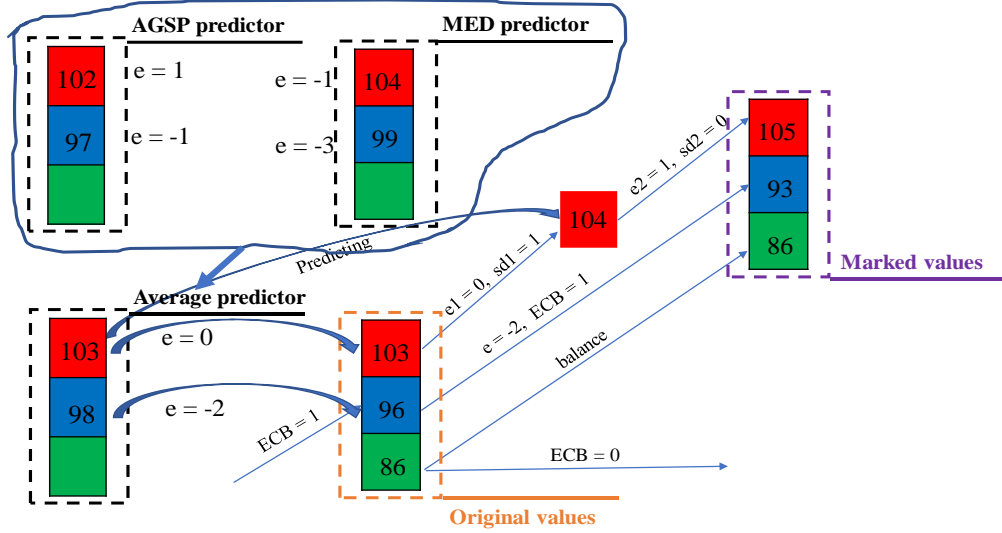 AGSP predictor
MED predictor
102
e = 1
e = -1
104
97
e = -1
e = -3
99
e2 = 1, sd2 = 0
105
93
86
104
Predicting
e1 = 0, sd1 = 1
e = -2, ECB = 1
Marked values
Average predictor
103
e = 0
103
balance
98
e = -2
96
ECB = 1
86
ECB = 0
Original values